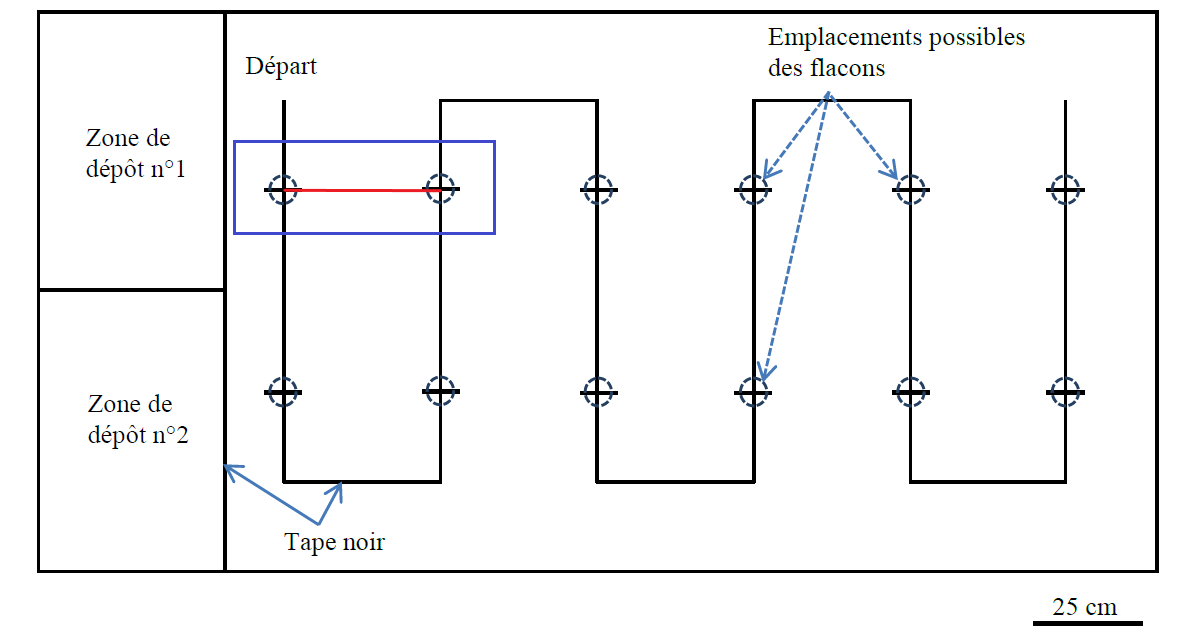 Emplacements possibles
des flacons
Départ
Zone de
dépôt n°1
Zone de
dépôt n°2
Tape noir
25 cm